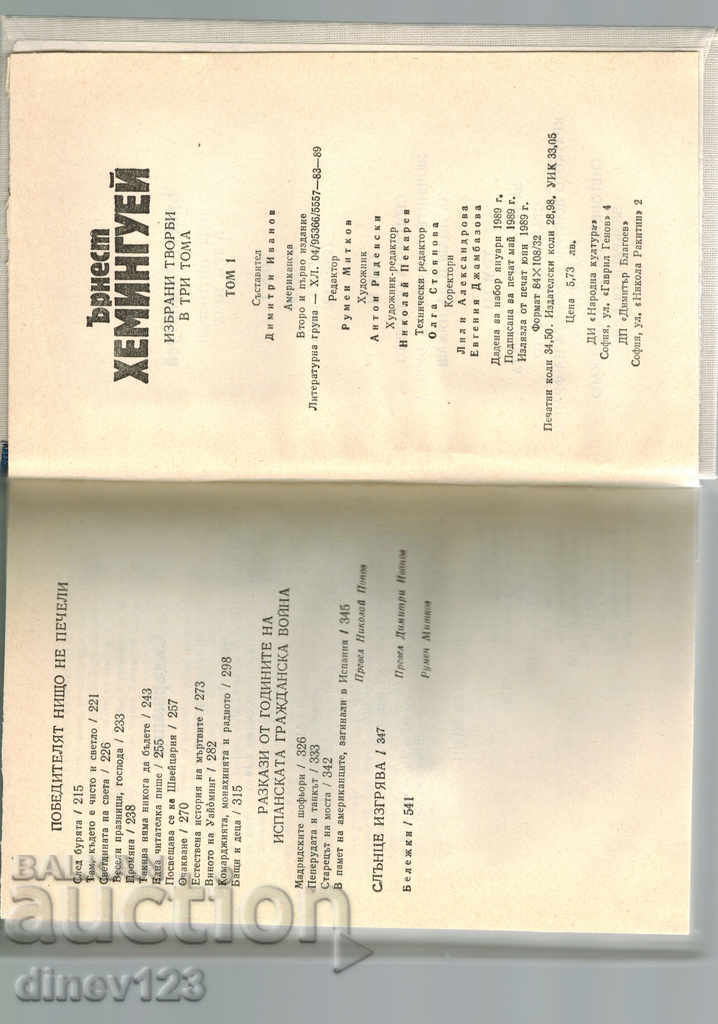 ПОБЕДИТЕЛЯТ НИЩО НЕ ПЕЧЕЛИ
След бурята / 215
Там, където е чисто и светло / 221
Светлината на света / 226
Весели празници, господа / 233
Промяна / 238
Такива няма никога да бъдете / 243
Една читателка пише / 255
Посвещава се на Швейцария / 257
Очакване / 270
Естествена история на мъртвите / 273
Виното на Уайоминг / 282
Комарджията, монахинята и радиото / 298
Бащи и деца / 315
РАЗКАЗИ ОТ ГОДИНИТЕ НА
ИСПАНСКАТА ГРАЖДАНСКА ВОЙНА
Мадридските шофьори / 326
Пеперудата и танкът / 333
Старецът на моста / 342
В памет на американците, загинали в Испания / 345
Превел Николай Попов
СЛЪНЦЕ ИЗГРЯВА / 347
Превел Димитри Иванов
Бележки / 541
Румен Митков
Ърнест
ХЕМИНГУЕЙ
ИЗБРАНИ ТВОРБИ
В ТРИ ТОМА
ТОМ 1
Съставител
Димитри Иванов
Американска
Второ и първо издание
Литературна група — ХЛ. 04/95366/5557—83—89
Редактор
Румен Митков
Художник
Антон Радевски
Художник-редактор
Николай Пекарев
Технически редактор
Олга Стоянова
Коректори
Лили Александрова
Евгения Джамбазова
Дадена за набор януари 1989 г.
Подписана за печат май 1989 г.
Излязла от печат юни 1989 г.
Формат 84×108/32
Печатни коли 34,50. Издателски коли 28,98. УИК 33,05
Цена 5,73 лв.
ДИ «Народна култура»
София, ул. «Гаврил Генов» 4
ДП «Димитър Благоев»
София, ул. «Никола Ракитин» 2
auction
dinev123